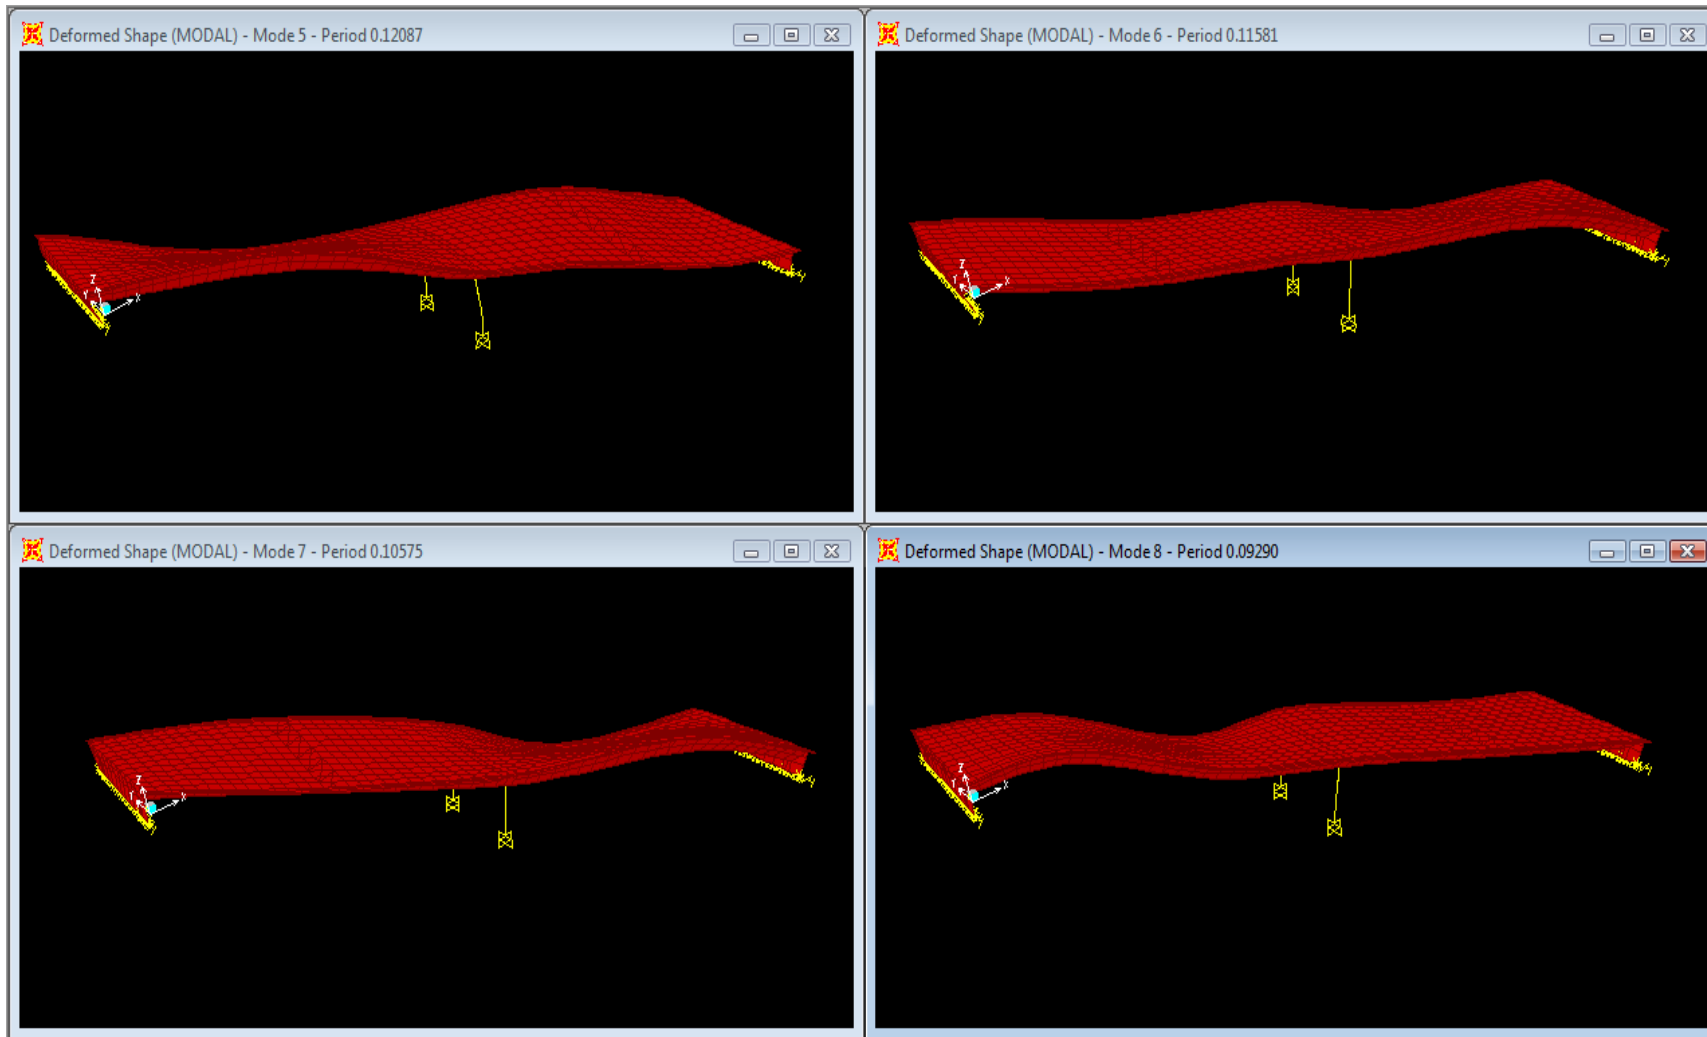 Deformed Shape (MODAL) - Mode 5 - Period 0.12087
Deformed Shape (MODAL) - Mode 6 - Period 0.11581
Z
Y
X
Z
Y
X
Deformed Shape (MODAL) - Mode 7 - Period 0.10575
Deformed Shape (MODAL) - Mode 8 - Period 0.09290
Z
Y
X
Z
Y
X